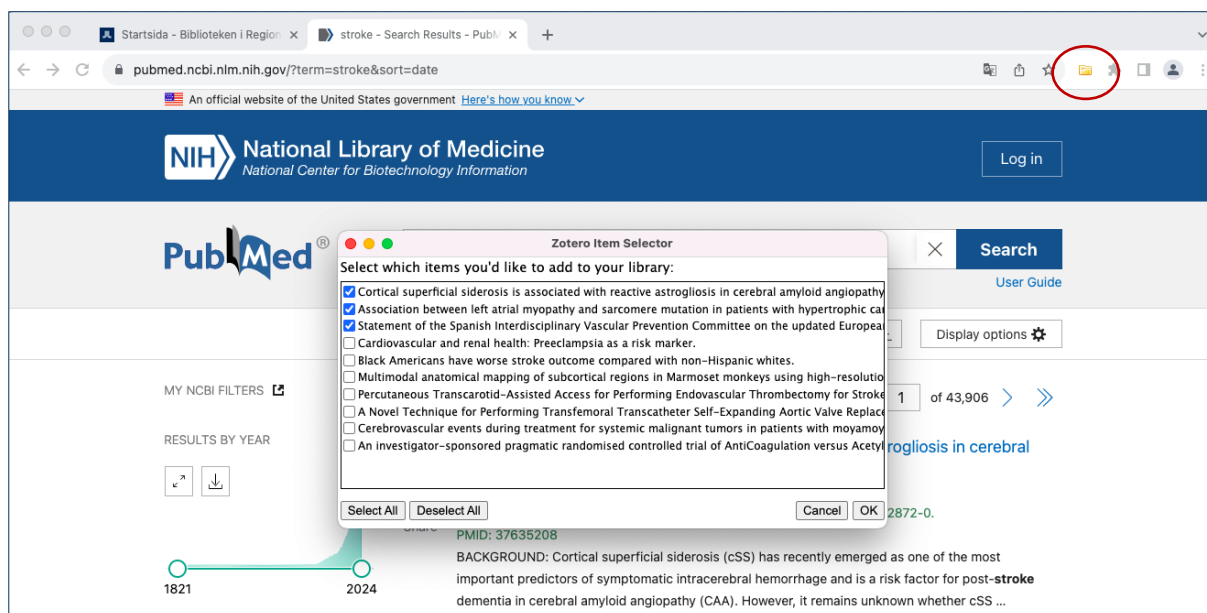 Startsida - Biblioteken i Region
stroke - Search Results - PubM
pubmed.ncbi.nlm.nih.gov/?term=stroke&sort=date
An official website of the United States government Here's how you know
NIH National Library of Medicine
National Center for Biotechnology Information
Log in
PubMed®
Search
User Guide
Zotero Item Selector
Select which items you'd like to add to your library:
Cortical superficial siderosis is associated with reactive astrogliosis in cerebral amyloid angiopathy
Association between left atrial myopathy and sarcomere mutation in patients with hypertrophic ca
Statement of the Spanish Interdisciplinary Vascular Prevention Committee on the updated Europea
Cardiovascular and renal health: Preeclampsia as a risk marker.
Black Americans have worse stroke outcome compared with non-Hispanic whites.
Multimodal anatomical mapping of subcortical regions in Marmoset monkeys using high-resolutio
Percutaneous Transcarotid-Assisted Access for Performing Endovascular Thrombectomy for Stroke
A Novel Technique for Performing Transfemoral Transcatheter Self-Expanding Aortic Valve Replace
Cerebrovascular events during treatment for systemic malignant tumors in patients with moyamoy
An investigator-sponsored pragmatic randomised controlled trial of AntiCoagulation versus Acetyl
Select All Deselect All Cancel OK
Display options
MY NCBI FILTERS
1 of 43,906
RESULTS BY YEAR
rogliosis in cerebral
2872-0.
Share
PMID: 37635208
BACKGROUND: Cortical superficial siderosis (cSS) has recently emerged as one of the most
important predictors of symptomatic intracerebral hemorrhage and is a risk factor for post-stroke
dementia in cerebral amyloid angiopathy (CAA). However, it remains unknown whether cSS ...
1821 2024